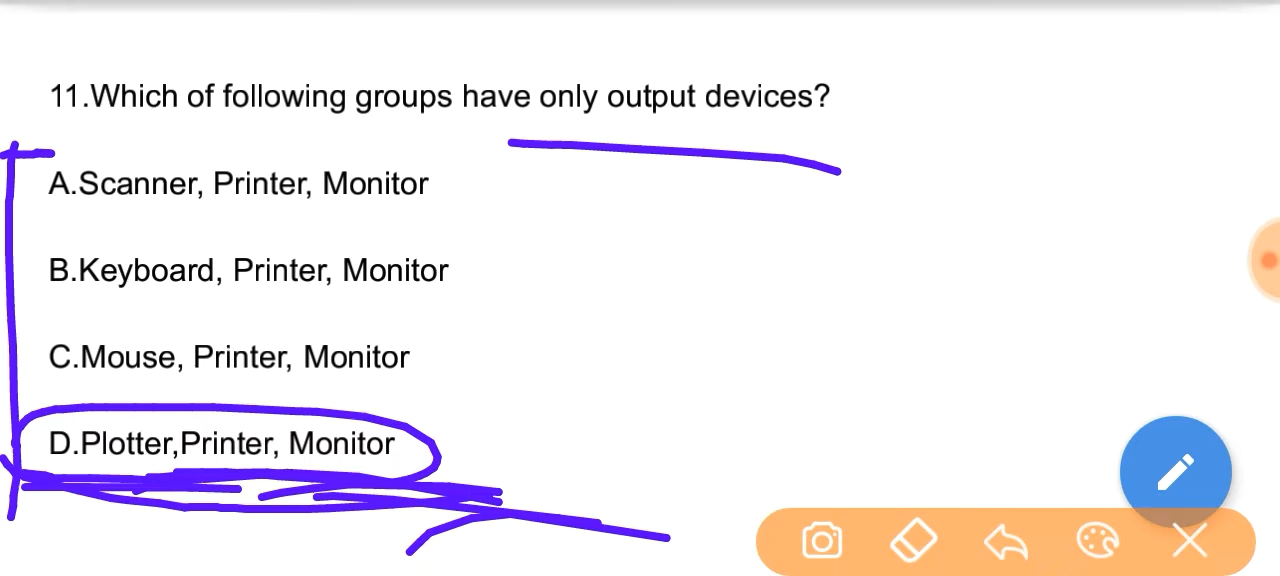 11.Which of following groups have only output devices?
A.Scanner, Printer, Monitor
B.Keyboard, Printer, Monitor
C.Mouse, Printer, Monitor
D.Plotter,Printer, Monitor